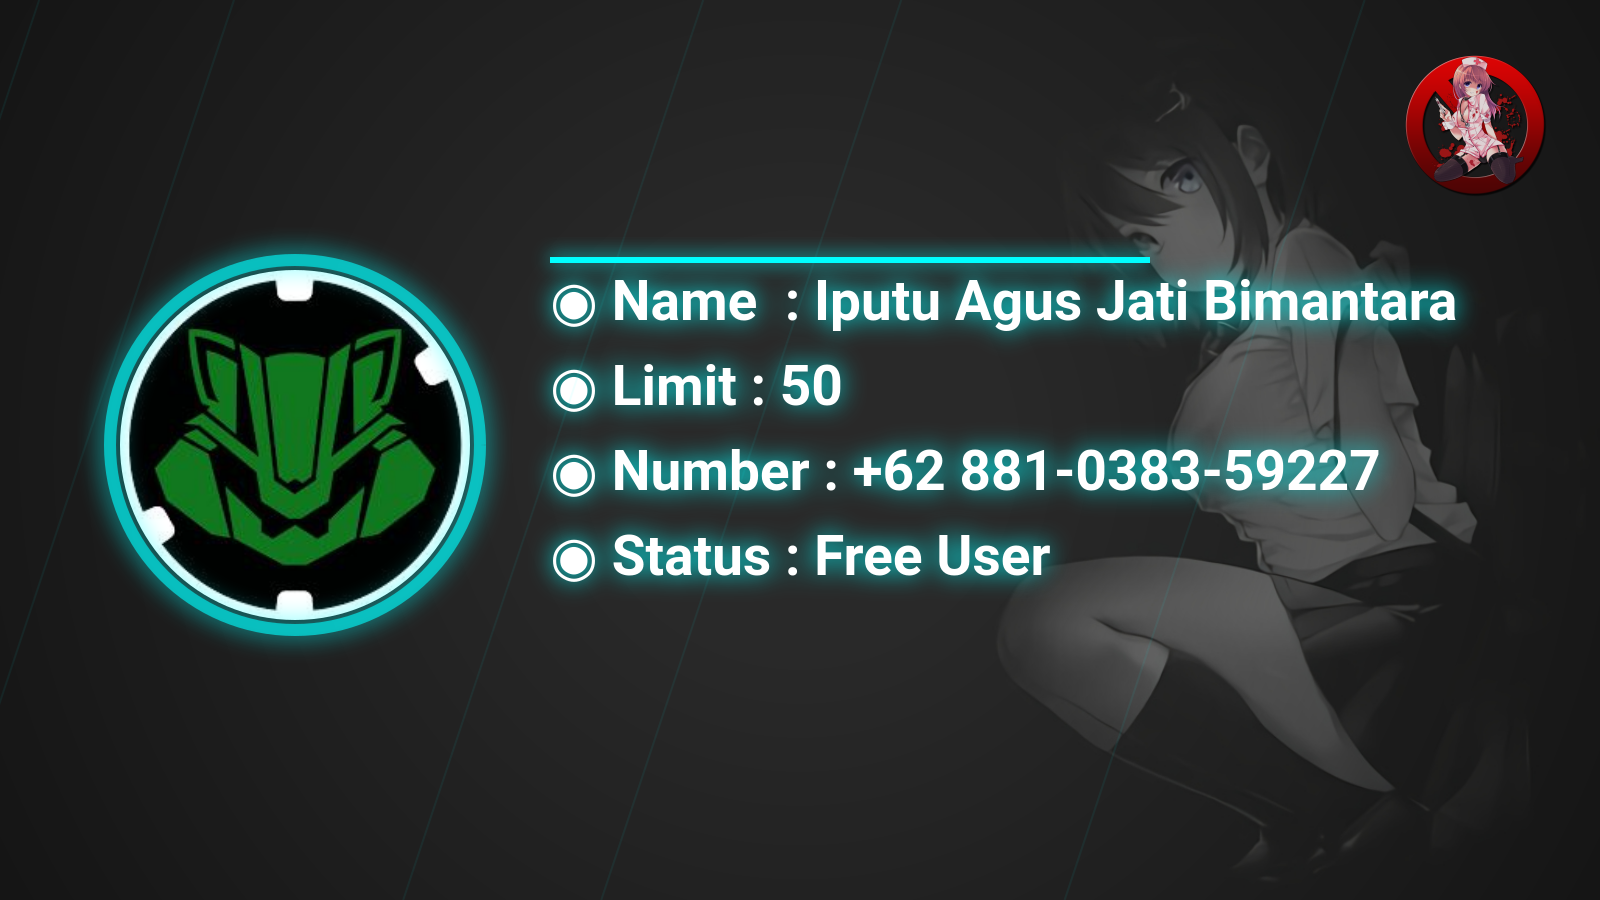 ◉ Name  : Iputu Agus Jati Bimantara
◉ Limit : 50
◉ Number : +62 881-0383-59227
◉ Status : Free User